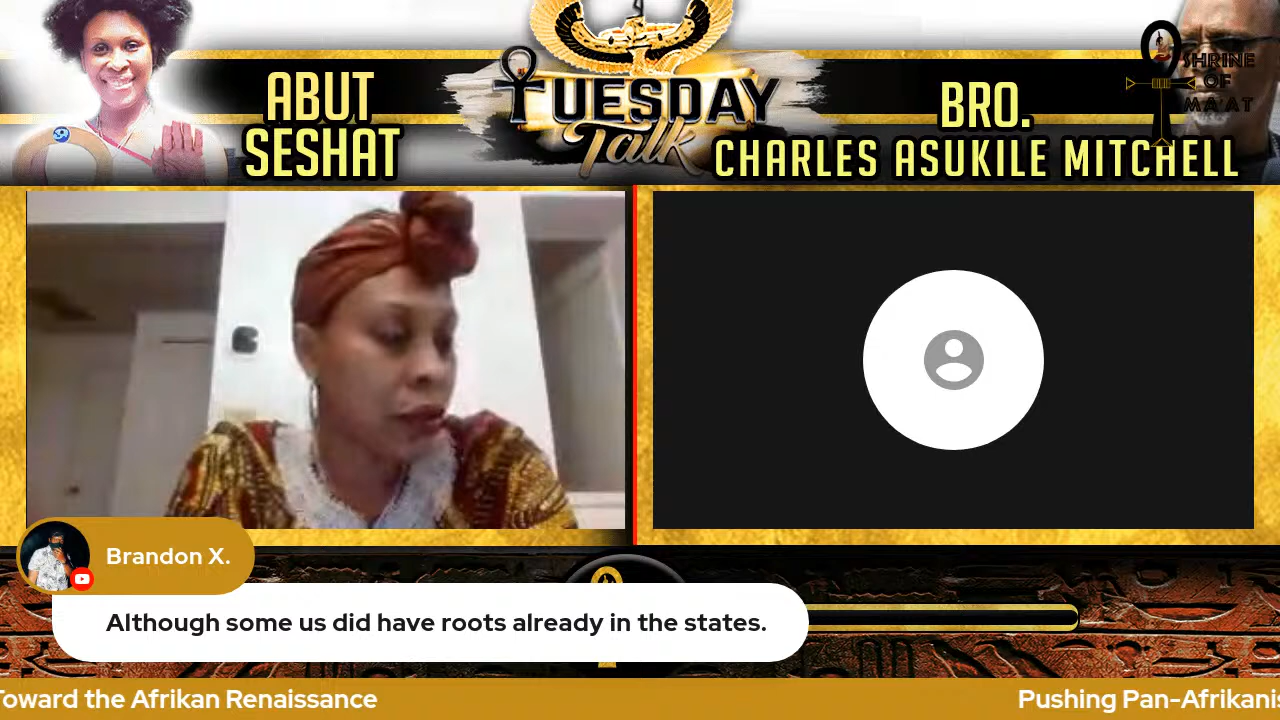 ABUT
SESHAT
TUESDAY
Talk
BRO.
CHARLES ASUKILE MITCHELL
SHRINE
OF
MA'AT
Brandon X.
Although some us did have roots already in the states.
Toward the Afrikan Renaissance
Pushing Pan-Afrikanis